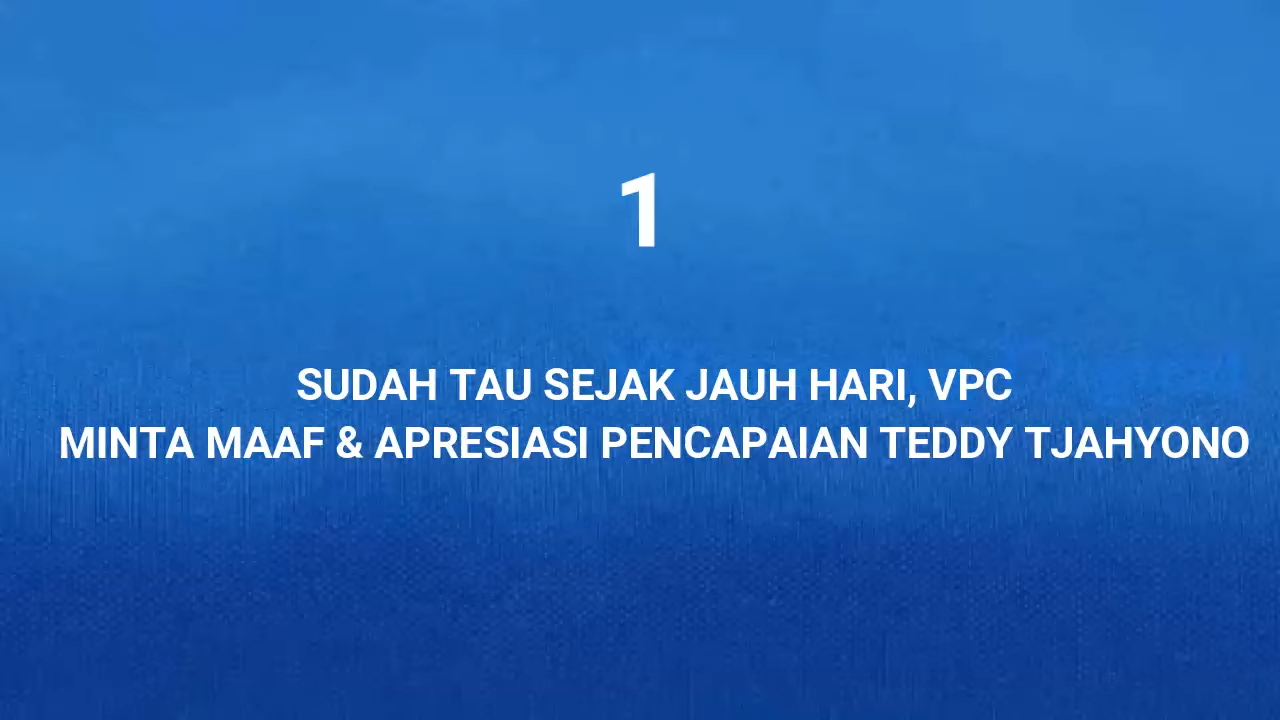 1
SUDAH TAU SEJAK JAUH HARI, VPC
MINTA MAAF & APRESIASI PENCAPAIAN TEDDY TJAHYONO